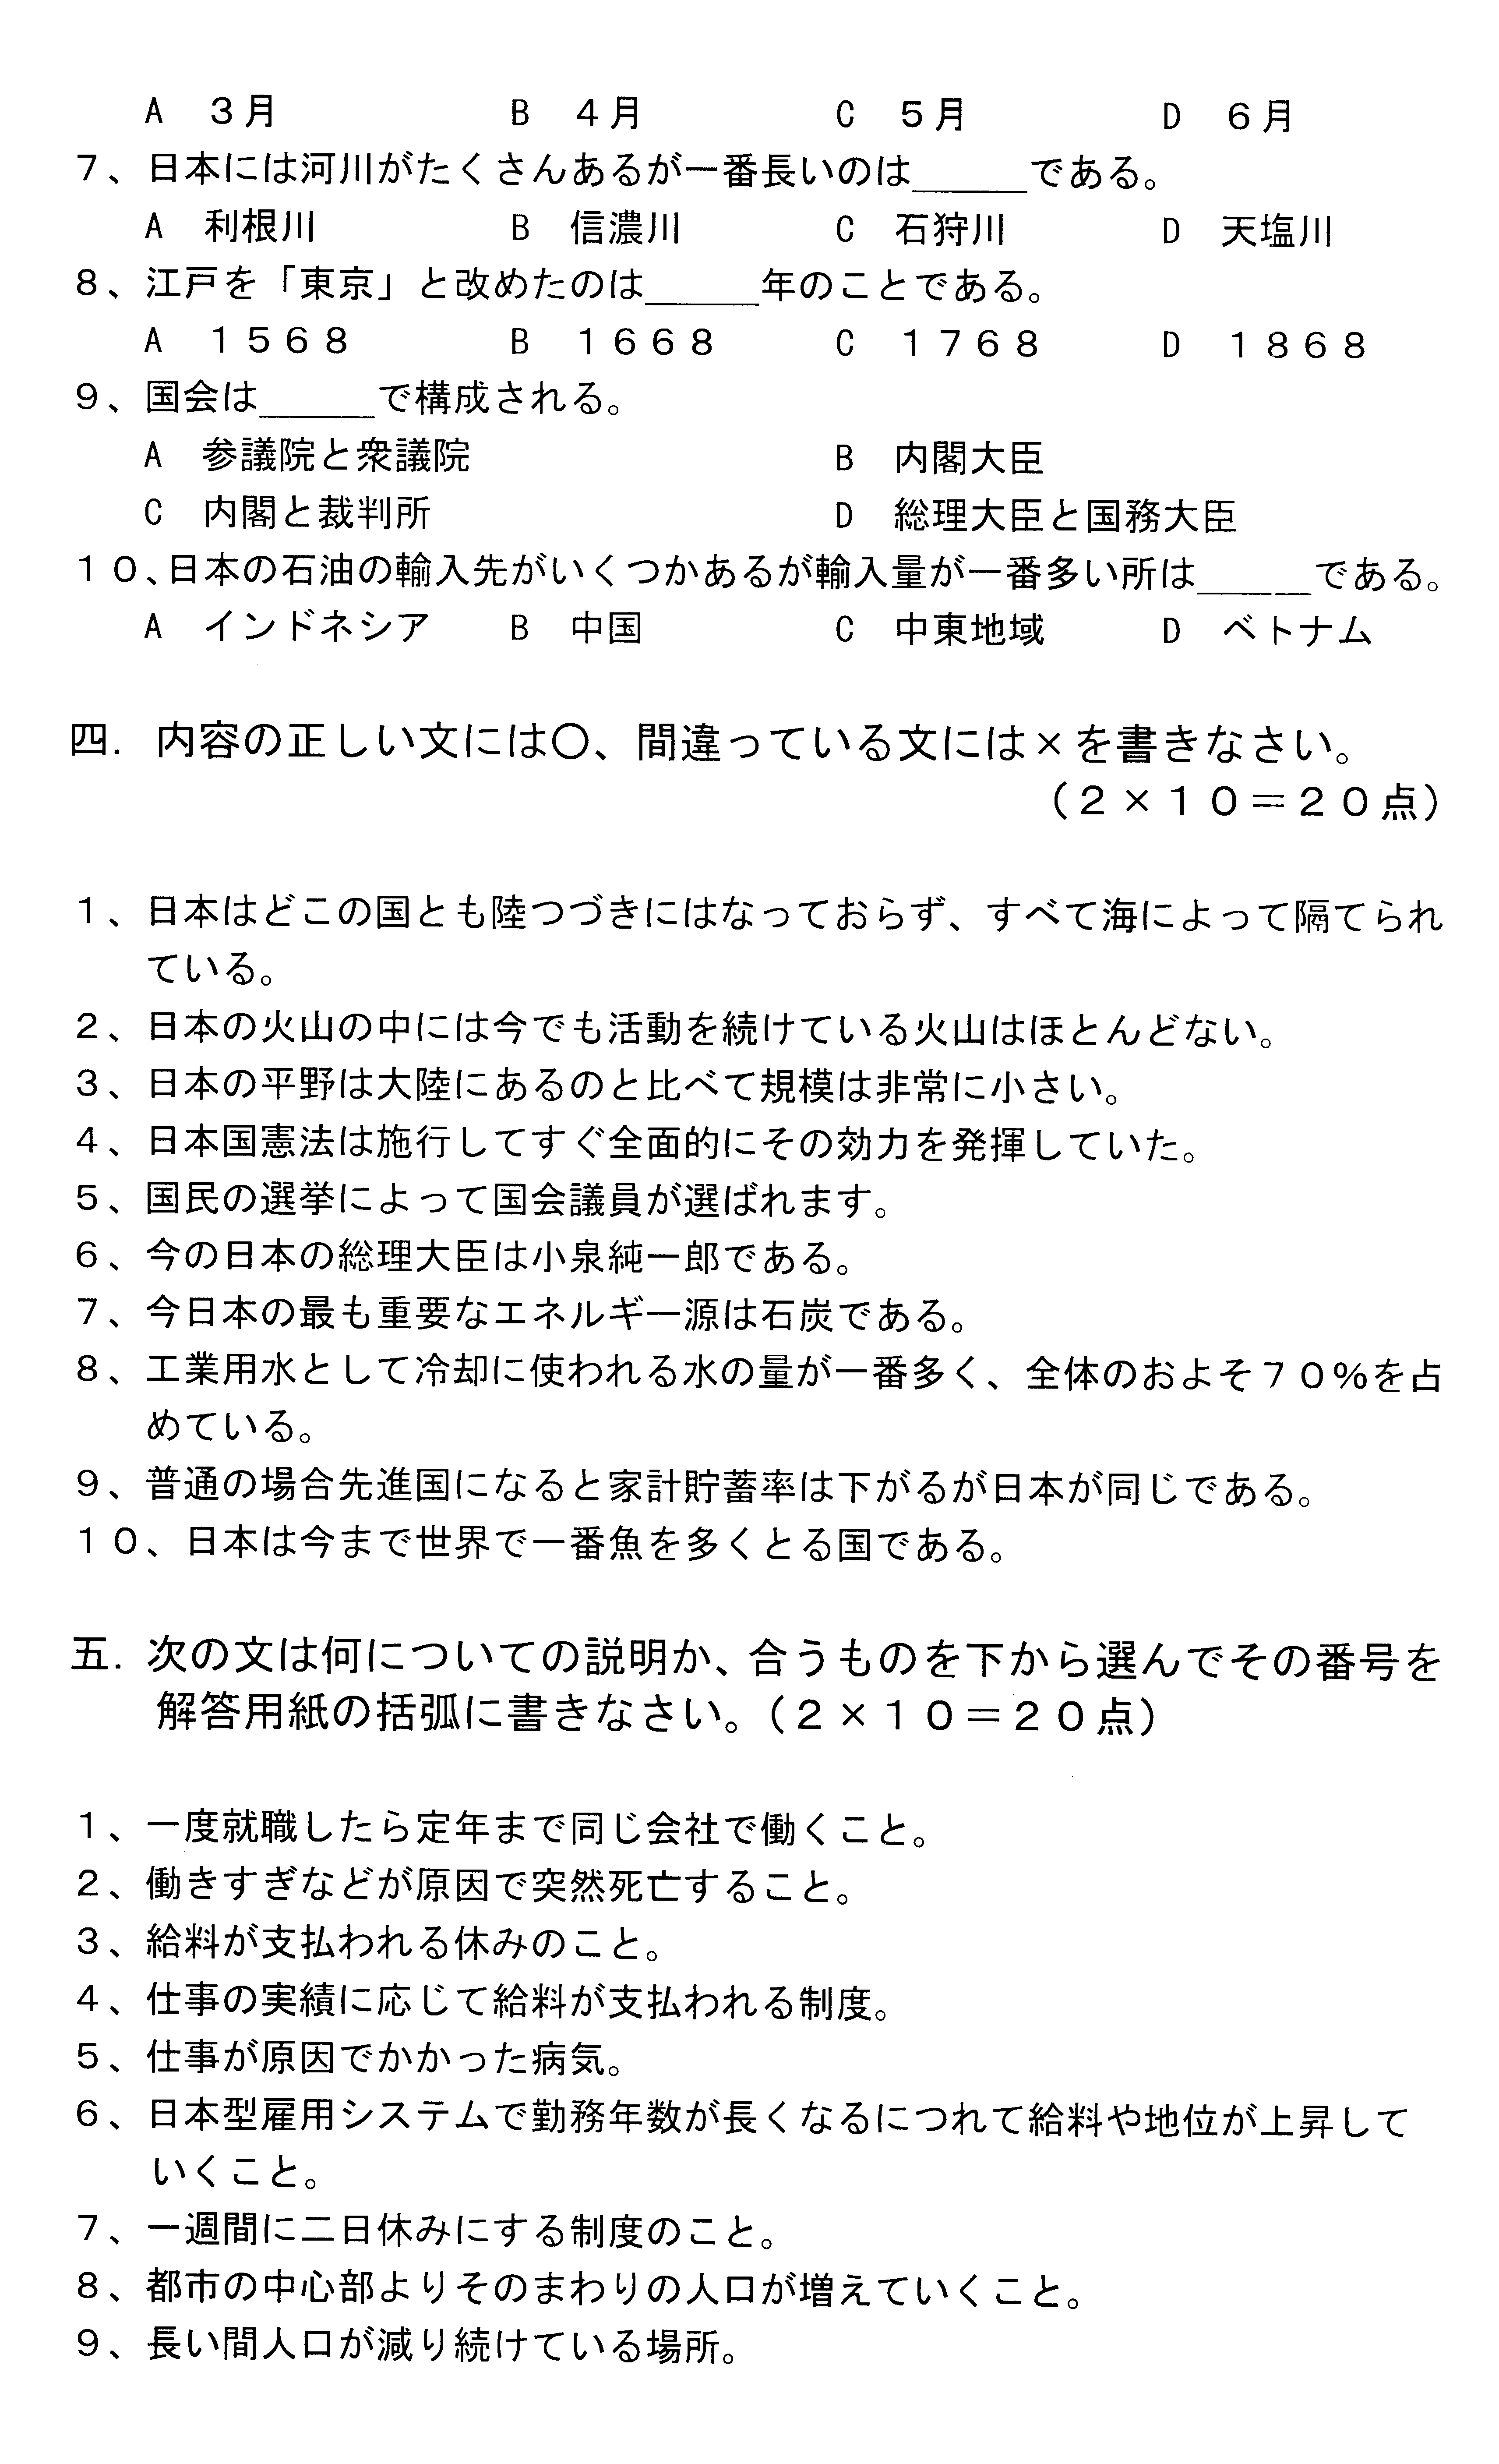 A　３月　B　４月　C　５月　D　６月
７、日本には河川がたくさんあるが一番長いのは＿＿＿である。
A　利根川　B　信濃川　C　石狩川　D　天塩川
８、江戸を「東京」と改めたのは＿＿＿年のことである。
A　１５６８　B　１６６８　C　１７６８　D　１８６８
９、国会は＿＿＿で構成される。
A　参議院と衆議院　B　内閣大臣
C　内閣と裁判所　D　総理大臣と国務大臣
１０、日本の石油の輸入先がいくつかあるが輸入量が一番多い所は＿＿＿である。
A　インドネシア　B　中国　C　中東地域　D　ベトナム
四．内容の正しい文には〇、間違っている文には×を書きなさい。
（２×１０＝２０点）
１、日本はどこの国とも陸つづきにはなっておらず、すべて海によって隔てられ
ている。
２、日本の火山の中には今でも活動を続けている火山はほとんどない。
３、日本の平野は大陸にあるのと比べて規模は非常に小さい。
４、日本国憲法は施行してすぐ全面的にその効力を発揮していた。
５、国民の選挙によって国会議員が選ばれます。
６、今の日本の総理大臣は小泉純一郎である。
７、今日本の最も重要なエネルギー源は石炭である。
８、工業用水として冷却に使われる水の量が一番多く、全体のおよそ７０％を占
めている。
９、普通の場合先進国になると家計貯蓄率は下がるが日本が同じである。
１０、日本は今まで世界で一番魚を多くとる国である。
五．次の文は何についての説明か、合うものを下から選んでその番号を
解答用紙の括弧に書きなさい。（２×１０＝２０点）
１、一度就職したら定年まで同じ会社で働くこと。
２、働きすぎなどが原因で突然死亡すること。
３、給料が支払われる休みのこと。
４、仕事の実績に応じて給料が支払われる制度。
５、仕事が原因でかかった病気。
６、日本型雇用システムで勤務年数が長くなるにつれて給料や地位が上昇して
いくこと。
７、一週間に二日休みにする制度のこと。
８、都市の中心部よりそのまわりの人口が増えていくこと。
９、長い間人口が減り続けている場所。